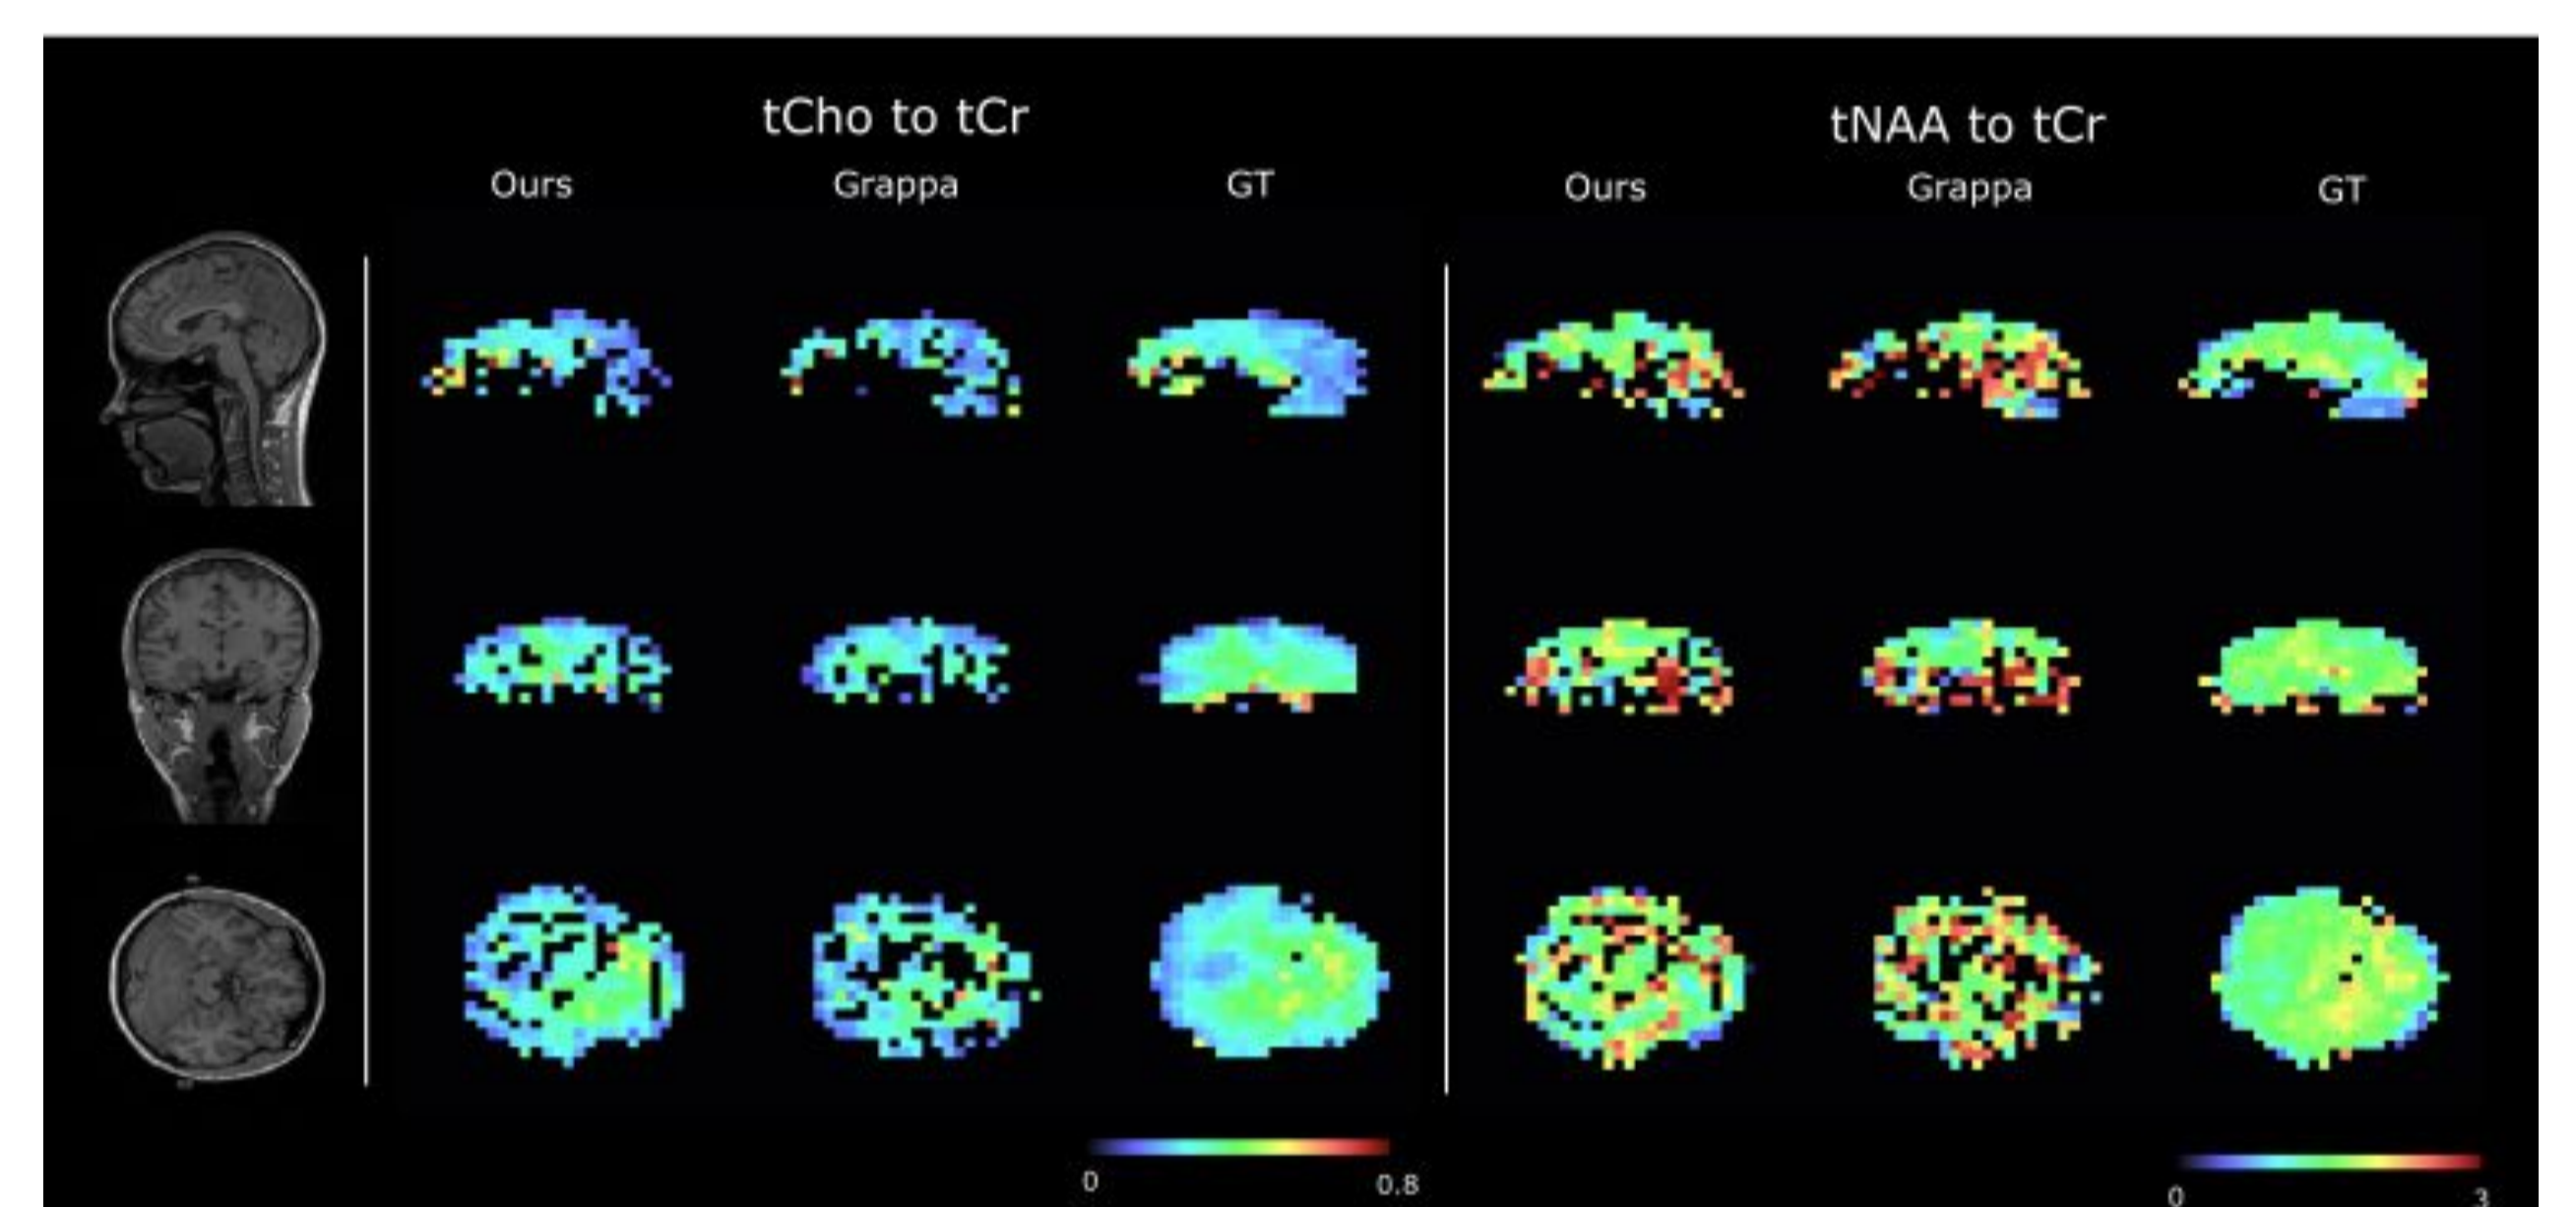 tCho to tCr
tNAA to tCr
Ours
Grappa
GT
Ours
Grappa
GT
0
0.8
0
3